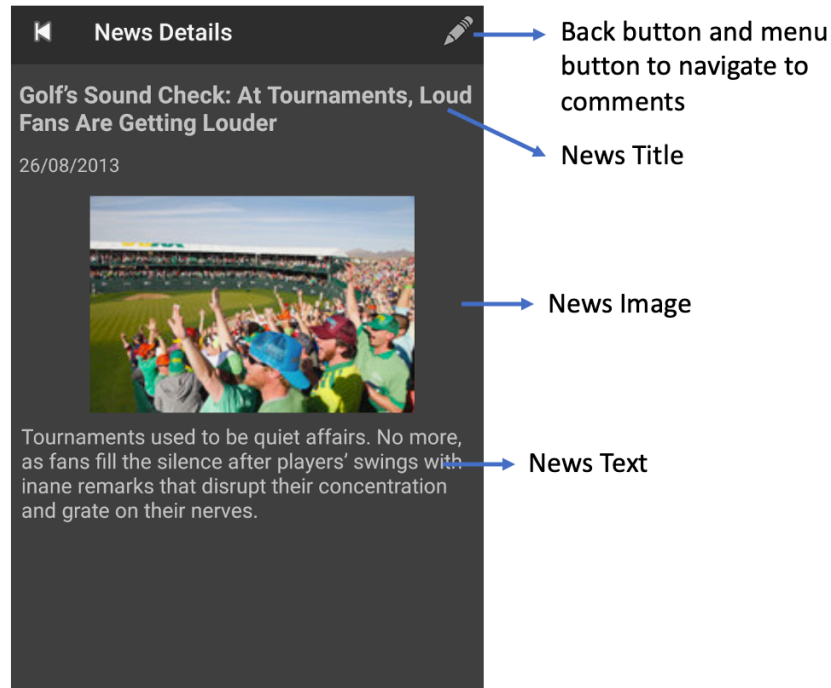 News Details
Back button and menu
button to navigate to
comments
Golf’s Sound Check: At Tournaments, Loud
Fans Are Getting Louder
News Title
26/08/2013
News Image
Tournaments used to be quiet affairs. No more,
as fans fill the silence after players’ swings with
inane remarks that disrupt their concentration
and grate on their nerves.
News Text